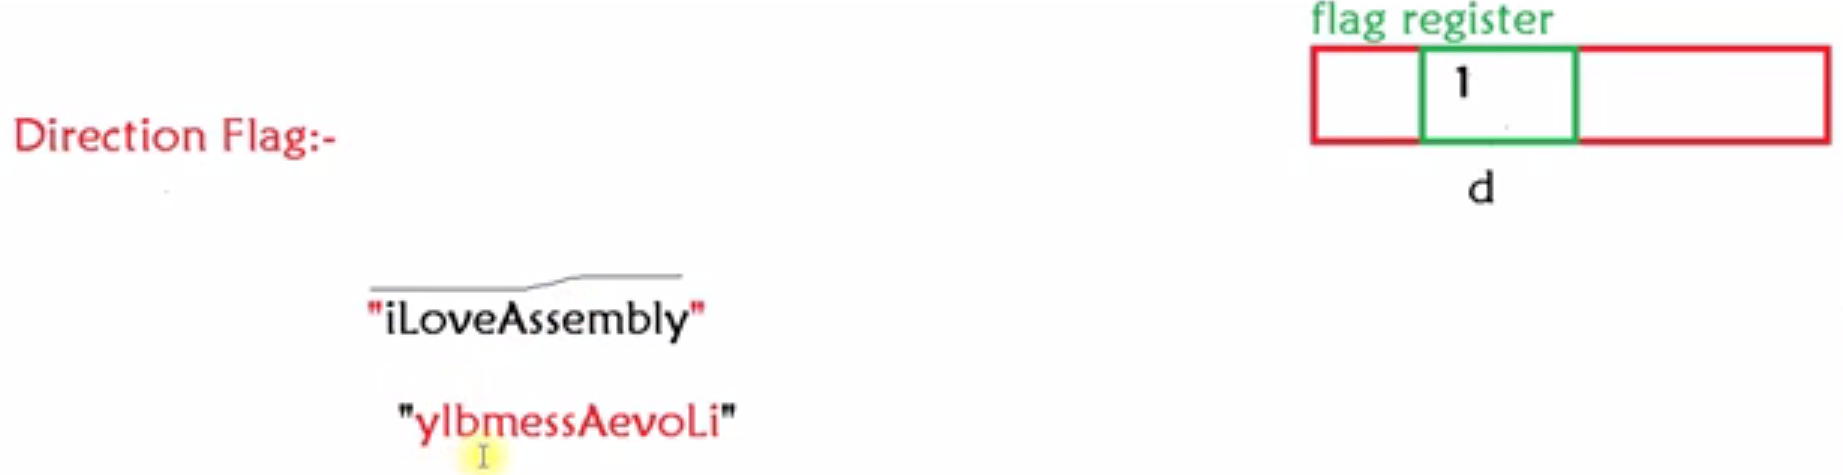 flag register
1
Direction Flag:-
d
"iLoveAssembly"
"ylbmessAevoLi"